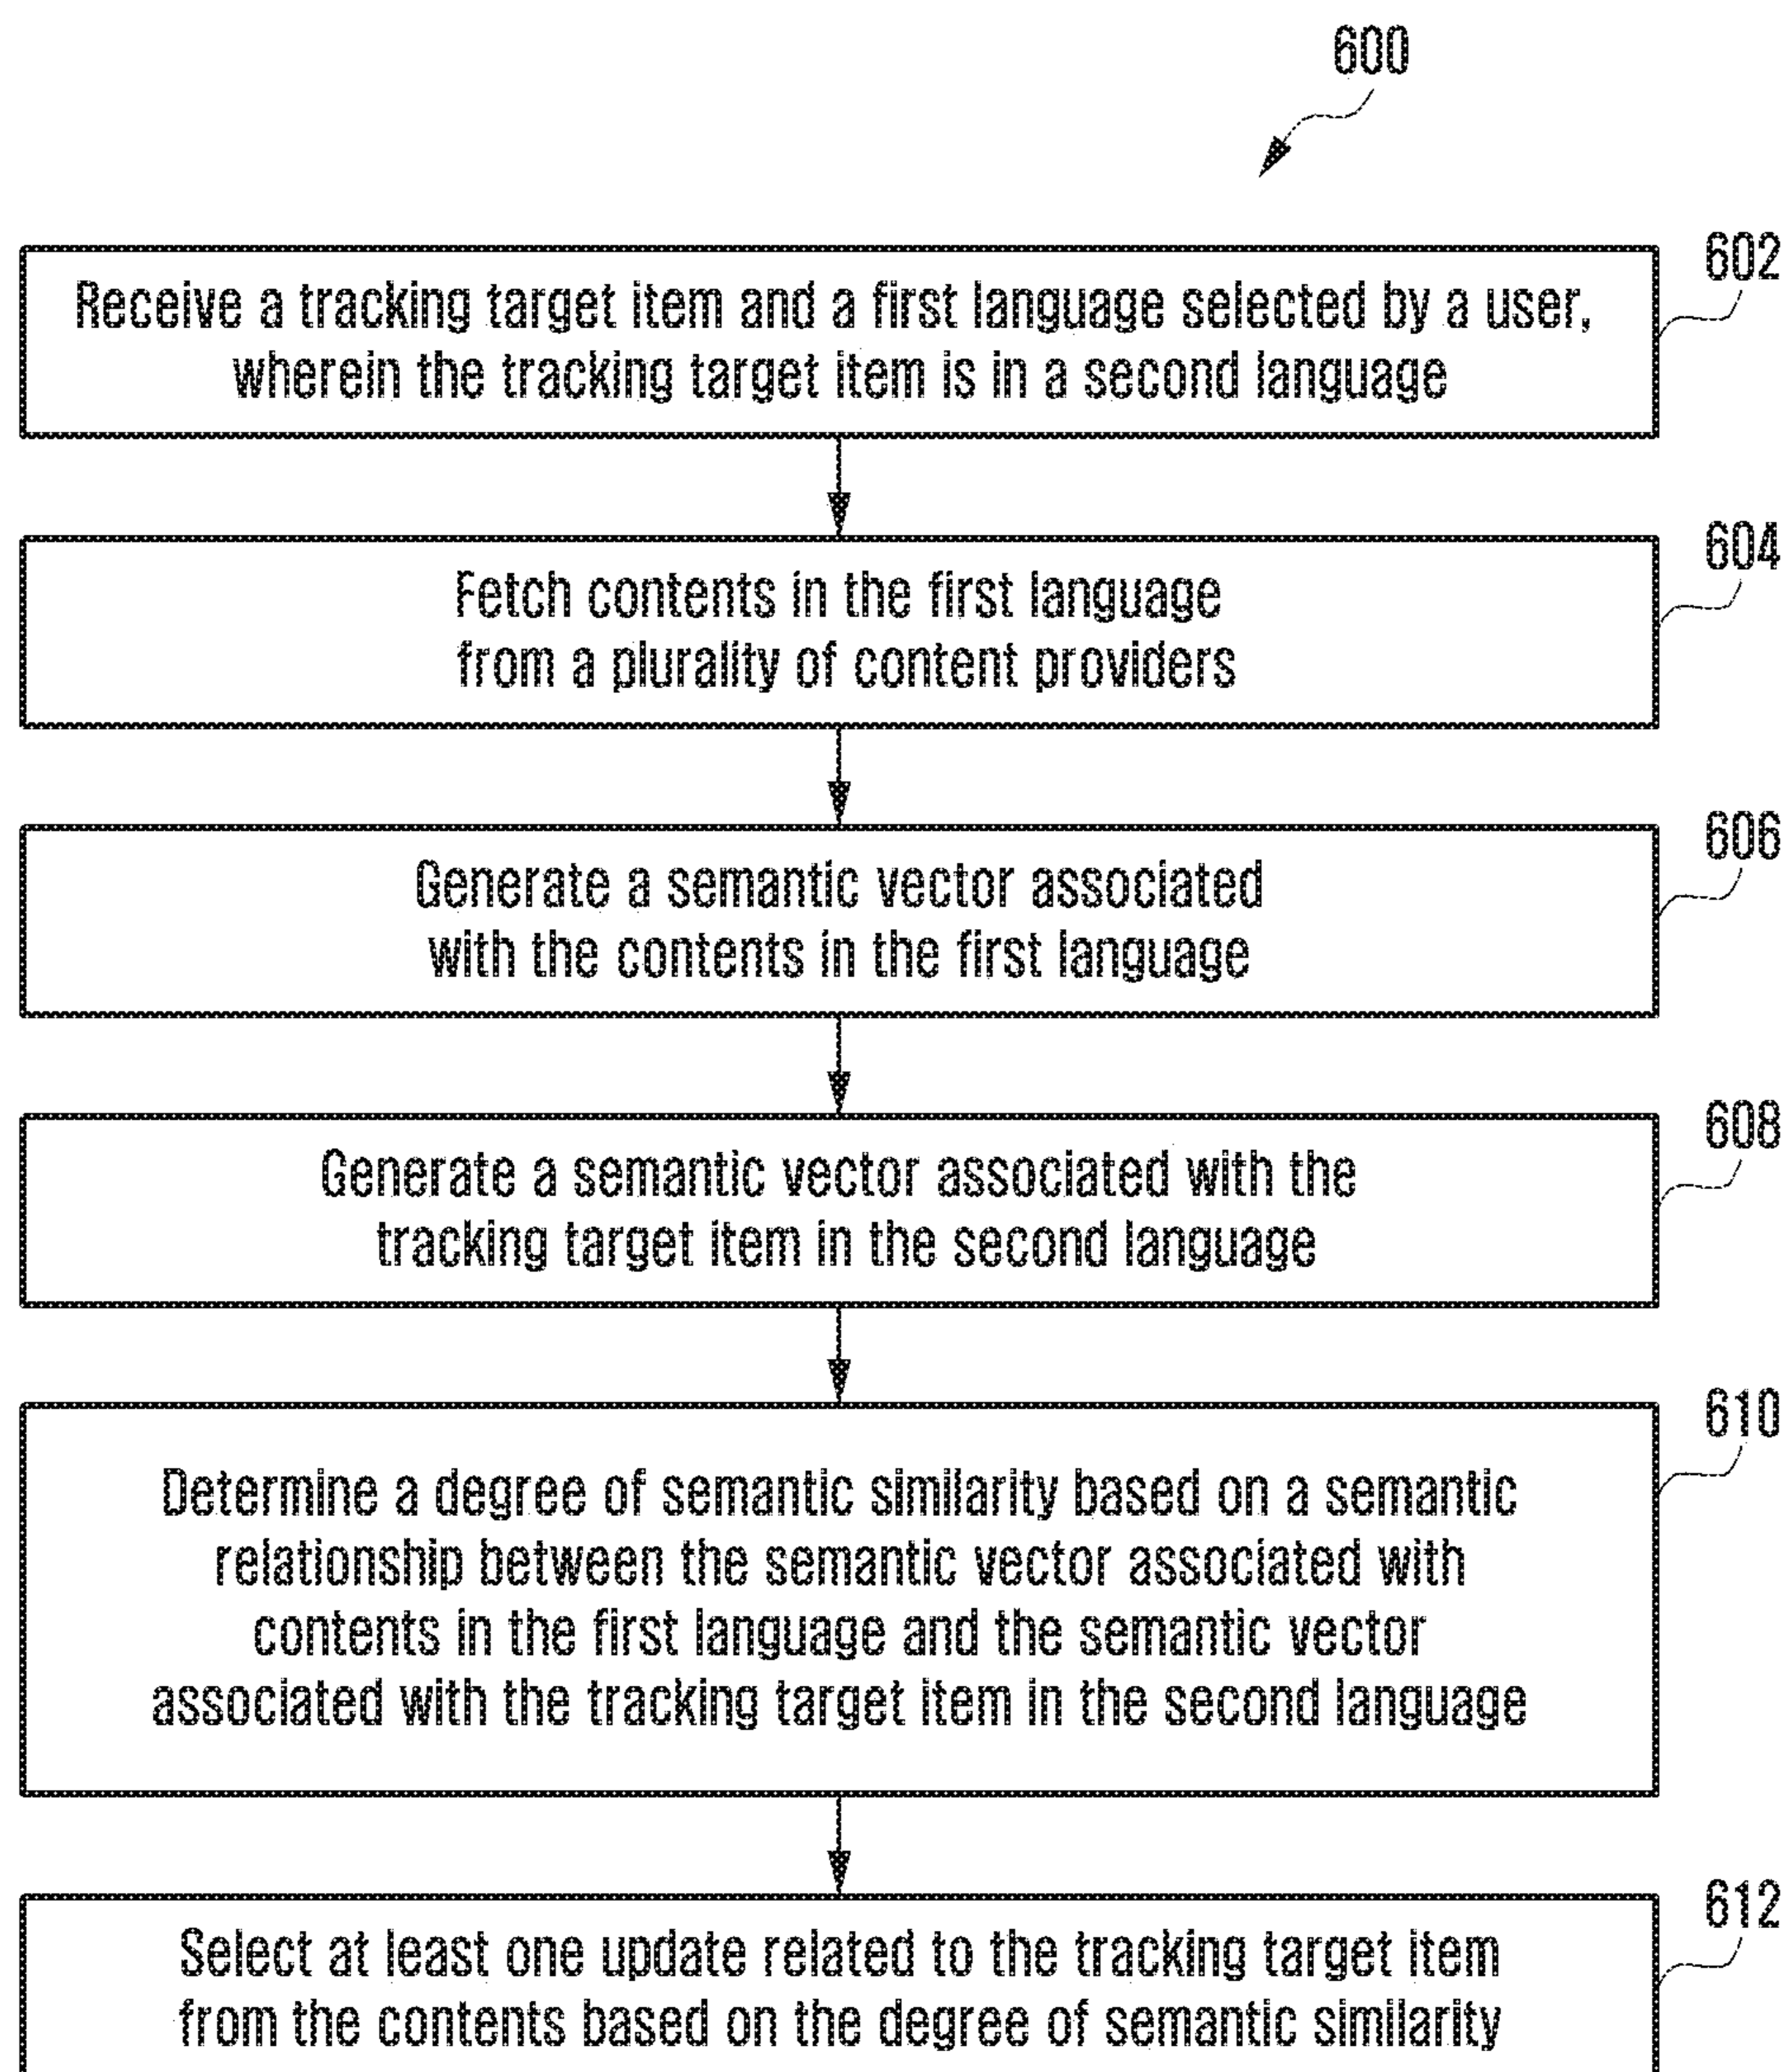 600
602
Receive a tracking target item and a first language selected by a user,
wherein the tracking target item is in a second language
604
Fetch contents in the first language
from a plurality of content providers
606
Generate a semantic vector associated
with the contents in the first language
608
Generate a semantic vector associated with the
tracking target item in the second language
610
Determine a degree of semantic similarity based on a semantic
relationship between the semantic vector associated with
contents in the first language and the semantic vector
associated with the tracking target item in the second language
612
Select at least one update related to the tracking target item
from the contents based on the degree of semantic similarity